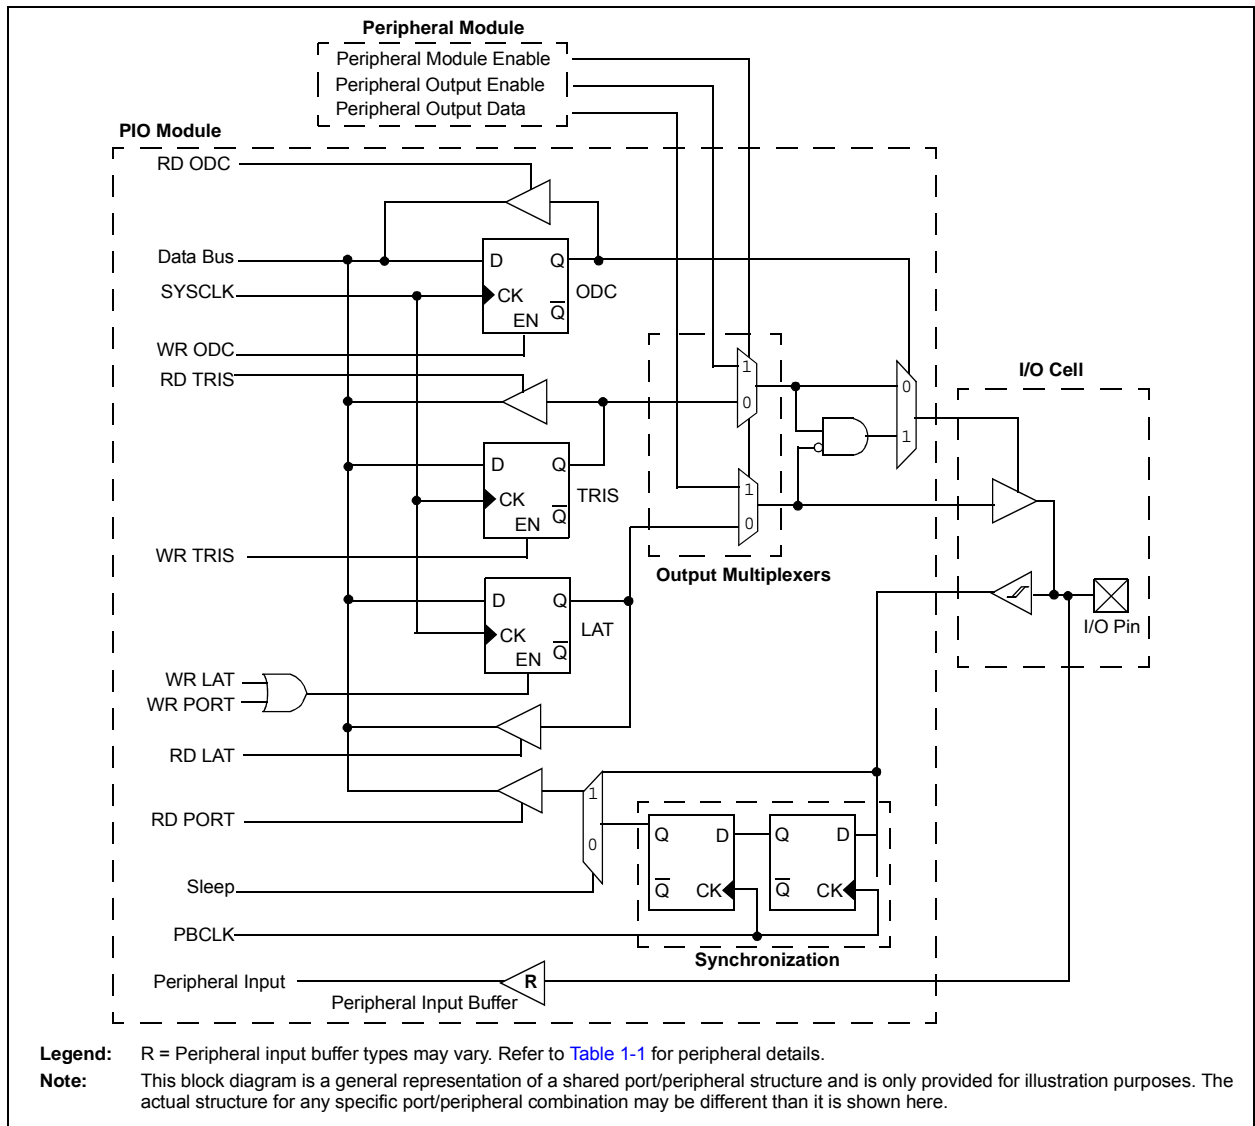 Peripheral Module
Peripheral Module Enable
Peripheral Output Enable
Peripheral Output Data
PIO Module
RD ODC
Data Bus
D
Q
SYSCLK
CK
ODC
EN
Q
WR ODC
RD TRIS
1
0
I/O Cell
0
1
D
Q
CK
TRIS
EN
Q
1
0
WR TRIS
Output Multiplexers
D
Q
CK
LAT
EN
Q
I/O Pin
WR LAT
WR PORT
RD LAT
1
RD PORT
0
Q
D
Q
D
Sleep
Q
CK
Q
CK
PBCLK
Synchronization
Peripheral Input
R
Peripheral Input Buffer
Legend: R = Peripheral input buffer types may vary. Refer to Table 1-1 for peripheral details.
Note: This block diagram is a general representation of a shared port/peripheral structure and is only provided for illustration purposes. The
actual structure for any specific port/peripheral combination may be different than it is shown here.